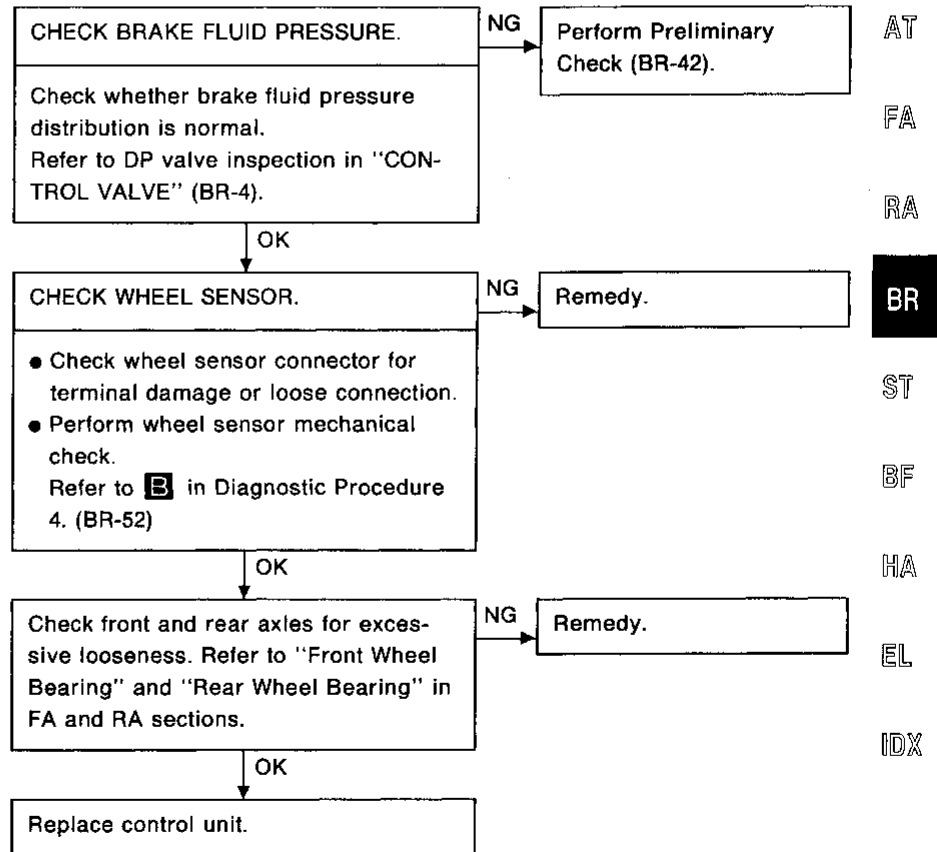 CHECK BRAKE FLUID PRESSURE.
Check whether brake fluid pressure
distribution is normal.
Refer to DP valve inspection in "CON-
TROL VALVE" (BR-4).
NG
Perform Preliminary
Check (BR-42).
OK
CHECK WHEEL SENSOR.
● Check wheel sensor connector for
terminal damage or loose connection.
● Perform wheel sensor mechanical
check.
Refer to B in Diagnostic Procedure
4. (BR-52)
NG
Remedy.
OK
Check front and rear axles for exces-
sive looseness. Refer to "Front Wheel
Bearing" and "Rear Wheel Bearing" in
FA and RA sections.
NG
Remedy.
OK
Replace control unit.
AT
FA
RA
BR
ST
BF
HA
EL
IDX